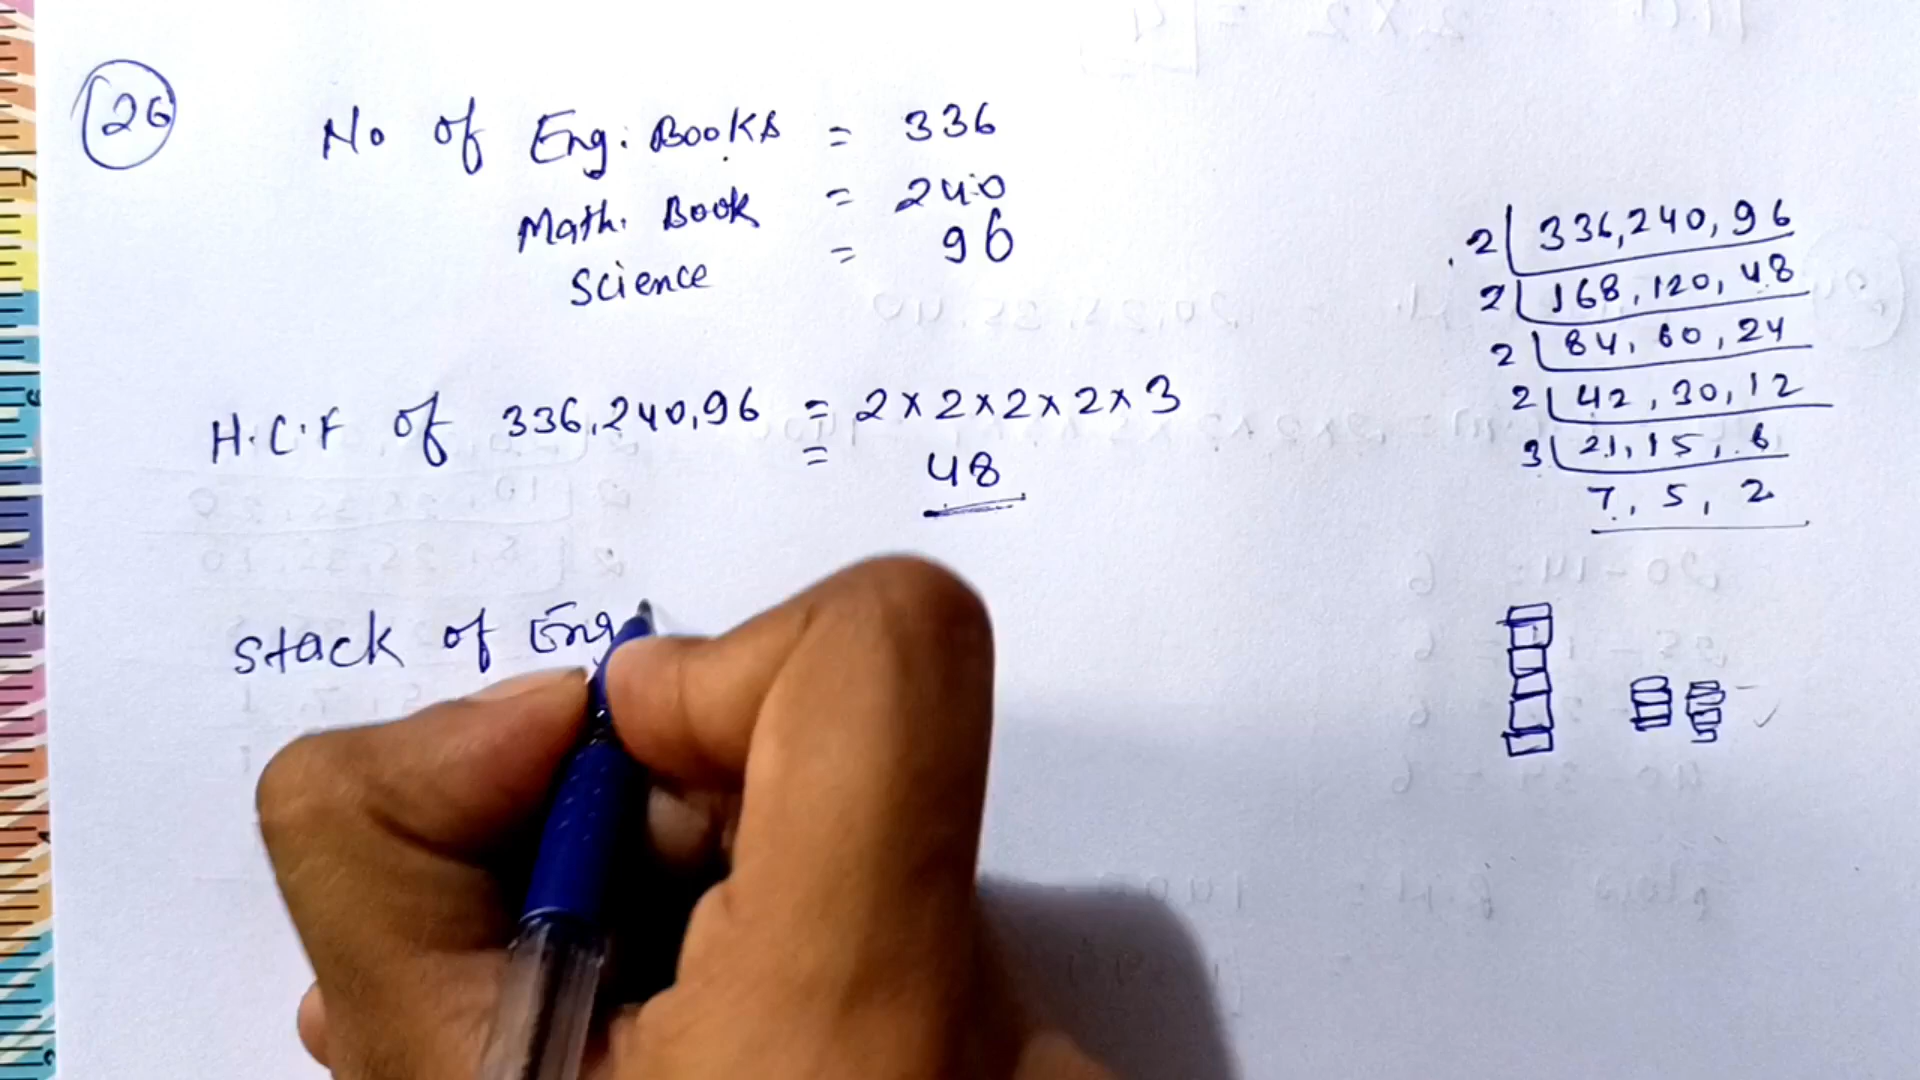 26
No of Eng. Books = 336
Math. Book = 240
Science = 96
H.C.F of 336,240,96 = 2×2×2×2×3
= 48
Stack of Eng
2 336,240,96
2 168,120,48
2 84,60,24
2 42,30,12
3 21,15,6
7,5,2